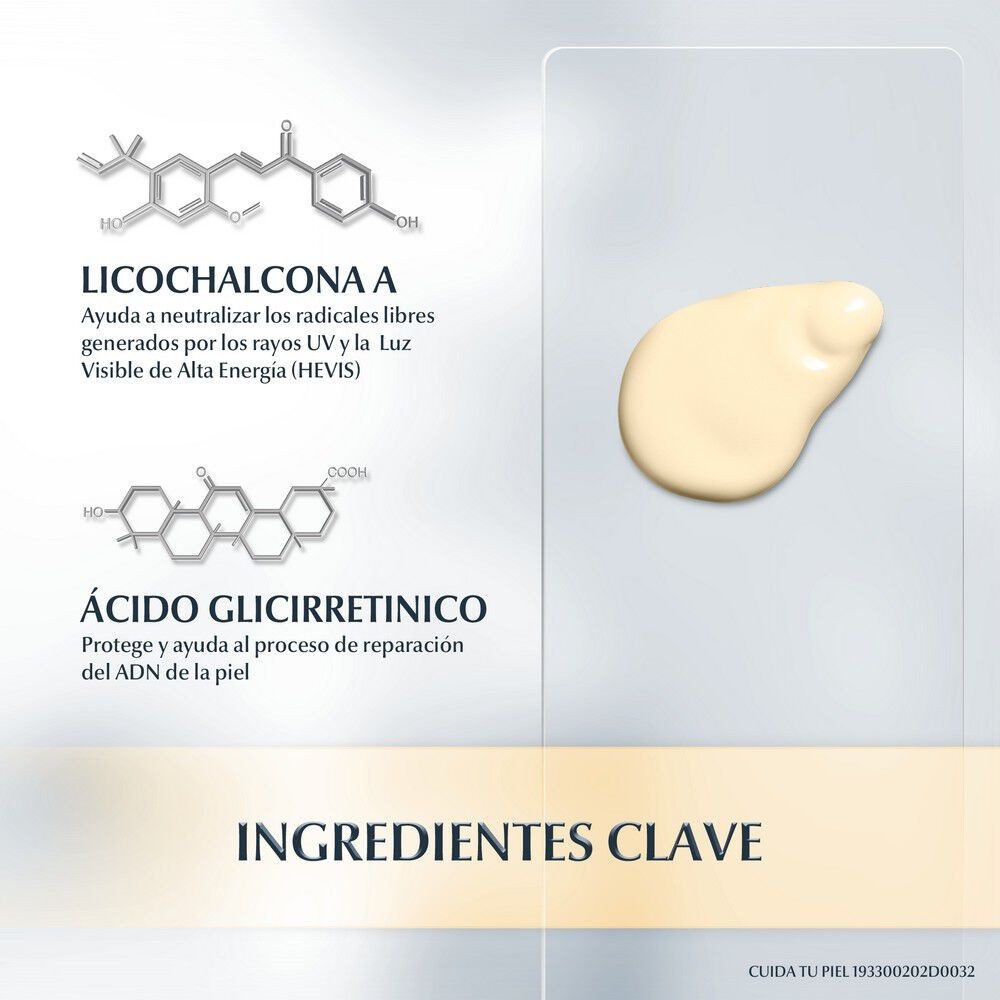 O
HO
O
OH
LICOCHALCONA A
Ayuda a neutralizar los radicales libres
generados por los rayos UV y la Luz
Visible de Alta Energía (HEVIS)
O
COOH
HO
ÁCIDO GLICIRRETINICO
Protege y ayuda al proceso de reparación
del ADN de la piel
INGREDIENTES CLAVE
CUIDA TU PIEL 193300202D0032